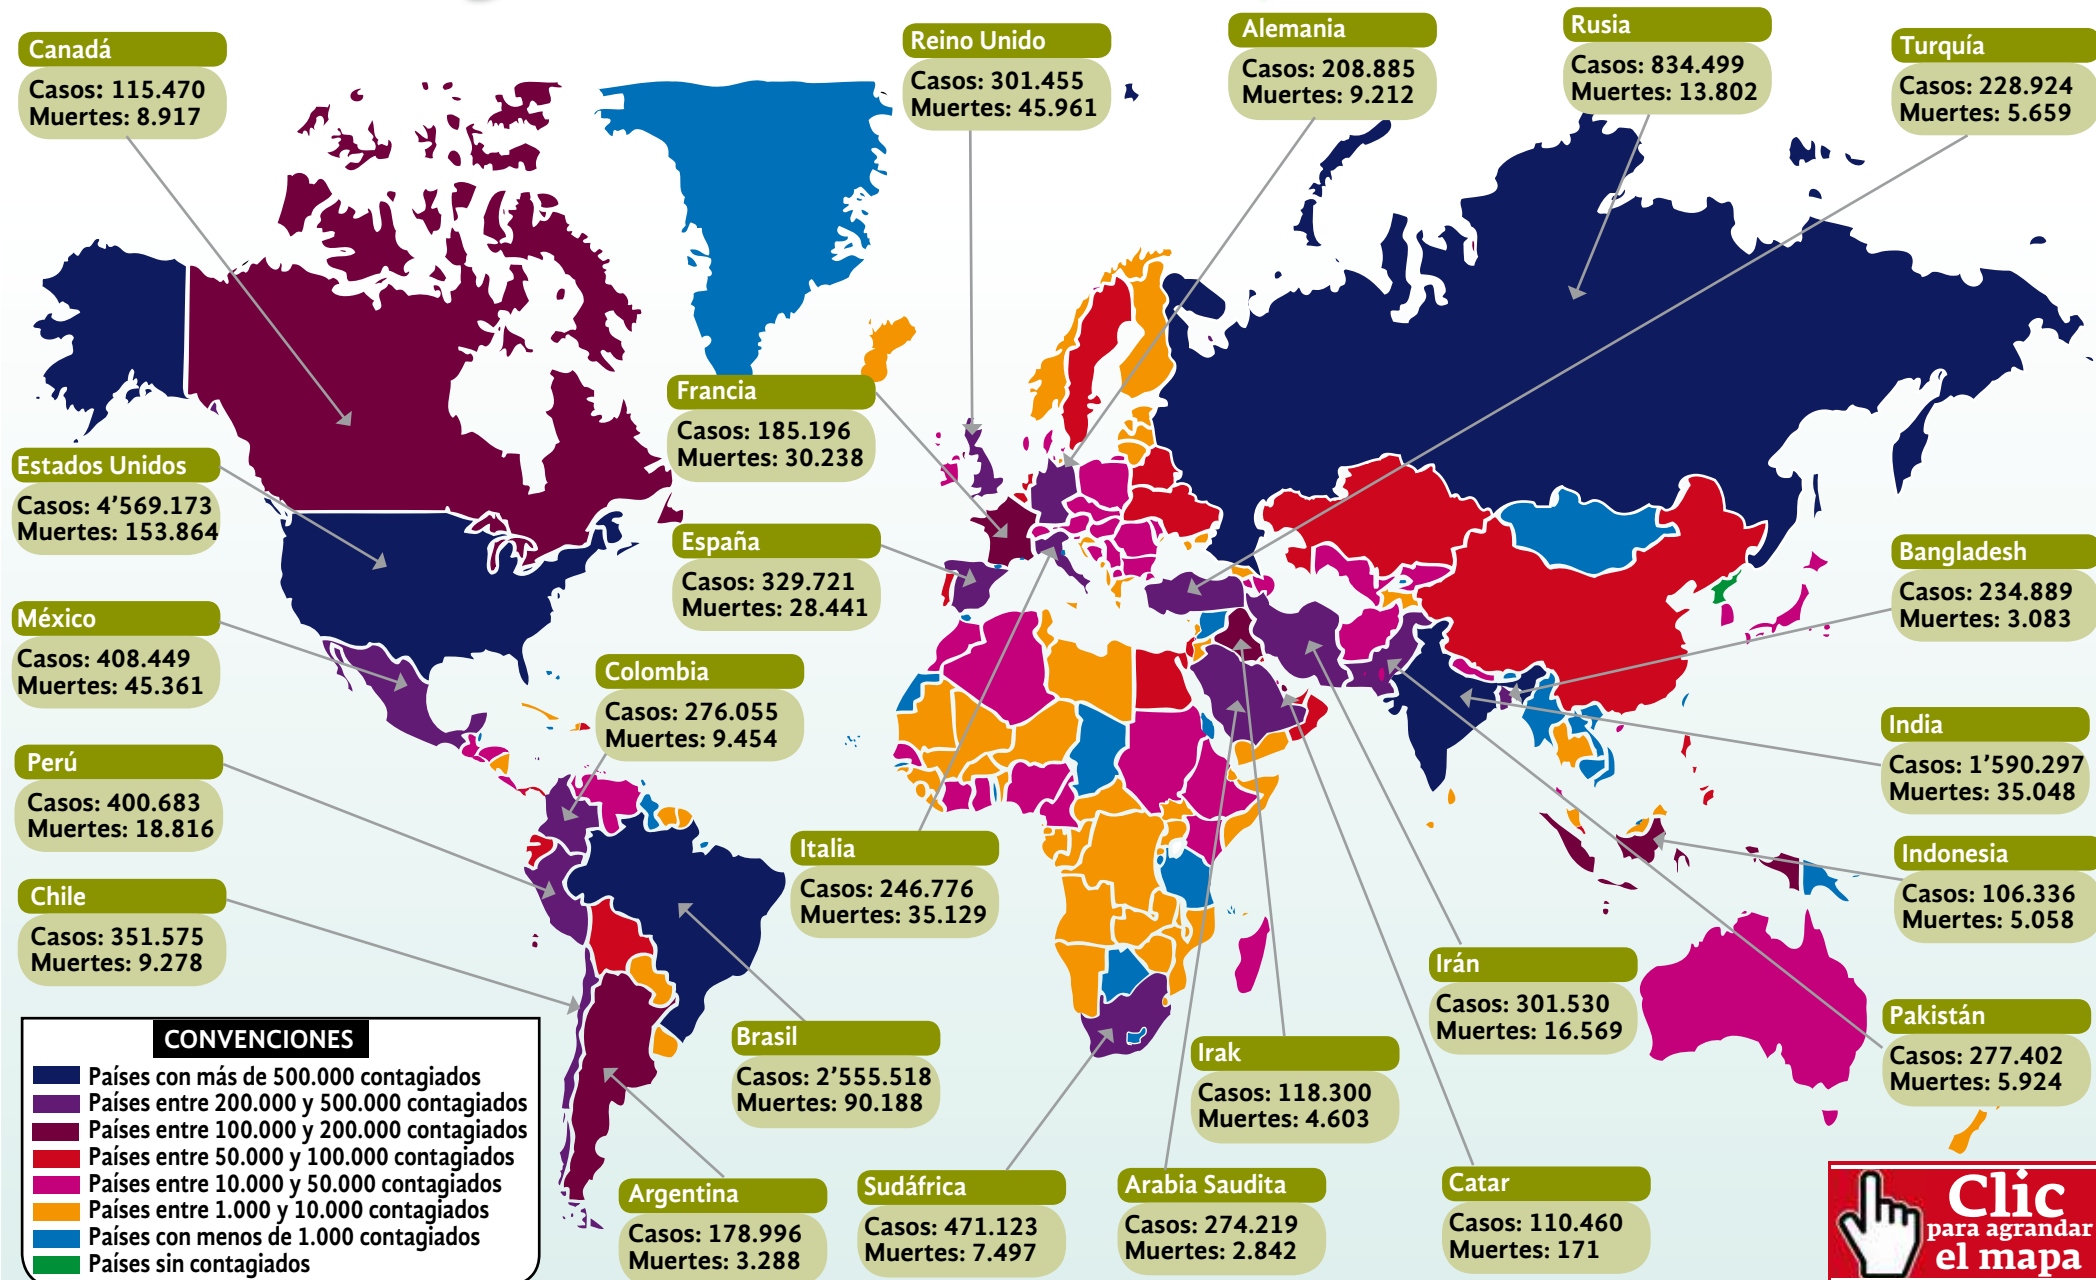 Canadá
Casos: 115.470
Muertes: 8.917
Reino Unido
Casos: 301.455
Muertes: 45.961
Alemania
Casos: 208.885
Muertes: 9.212
Rusia
Casos: 834.499
Muertes: 13.802
Turquía
Casos: 228.924
Muertes: 5.659
Francia
Casos: 185.196
Muertes: 30.238
Estados Unidos
Casos: 4’569.173
Muertes: 153.864
España
Casos: 329.721
Muertes: 28.441
Bangladesh
Casos: 234.889
Muertes: 3.083
México
Casos: 408.449
Muertes: 45.361
Colombia
Casos: 276.055
Muertes: 9.454
India
Casos: 1’590.297
Muertes: 35.048
Perú
Casos: 400.683
Muertes: 18.816
Italia
Casos: 246.776
Muertes: 35.129
Indonesia
Casos: 106.336
Muertes: 5.058
Chile
Casos: 351.575
Muertes: 9.278
Irán
Casos: 301.530
Muertes: 16.569
Pakistán
Casos: 277.402
Muertes: 5.924
Brasil
Casos: 2’555.518
Muertes: 90.188
Irak
Casos: 118.300
Muertes: 4.603
Argentina
Casos: 178.996
Muertes: 3.288
Sudáfrica
Casos: 471.123
Muertes: 7.497
Arabia Saudita
Casos: 274.219
Muertes: 2.842
Catar
Casos: 110.460
Muertes: 171
CONVENCIONES
Países con más de 500.000 contagiados
Países entre 200.000 y 500.000 contagiados
Países entre 100.000 y 200.000 contagiados
Países entre 50.000 y 100.000 contagiados
Países entre 10.000 y 50.000 contagiados
Países entre 1.000 y 10.000 contagiados
Países con menos de 1.000 contagiados
Países sin contagiados
Clic
para agrandar
el mapa